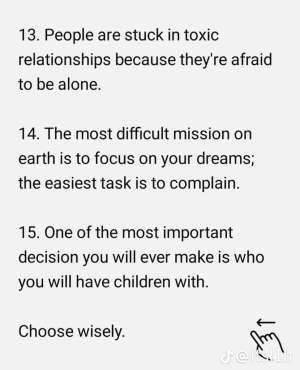 13. People are stuck in toxic
relationships because they're afraid
to be alone.
14. The most difficult mission on
earth is to focus on your dreams;
the easiest task is to complain.
15. One of the most important
decision you will ever make is who
you will have children with.
Choose wisely.